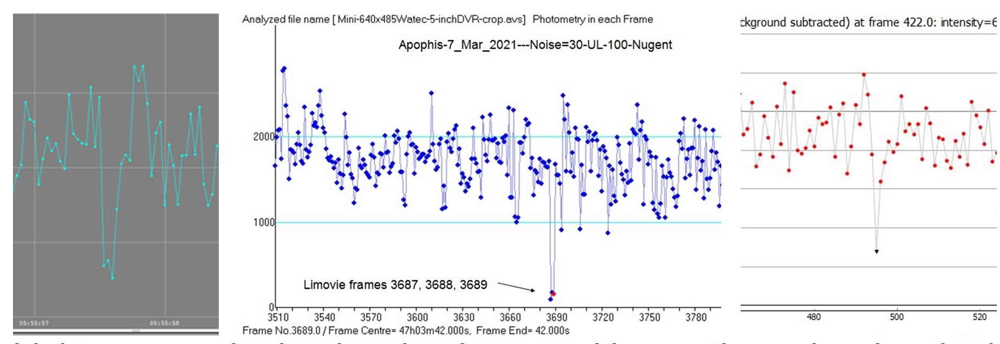 05:55:57
05:55:58
Analyzed file name [ Mini-640x485Watec-5-inchDVR-crop.avs] Photometry in each Frame
Apophis-7_Mar_2021---Noise=30-UL-100-Nugent
2000
1000
Limovie frames 3687, 3688, 3689
0
3510 3540 3570 3600 3630 3660 3690 3720 3750 3780
Frame No.3689.0 / Frame Centre= 47h03m42.000s, Frame End= 42.000s
ckground subtracted) at frame 422.0: intensity=6
480 500 520